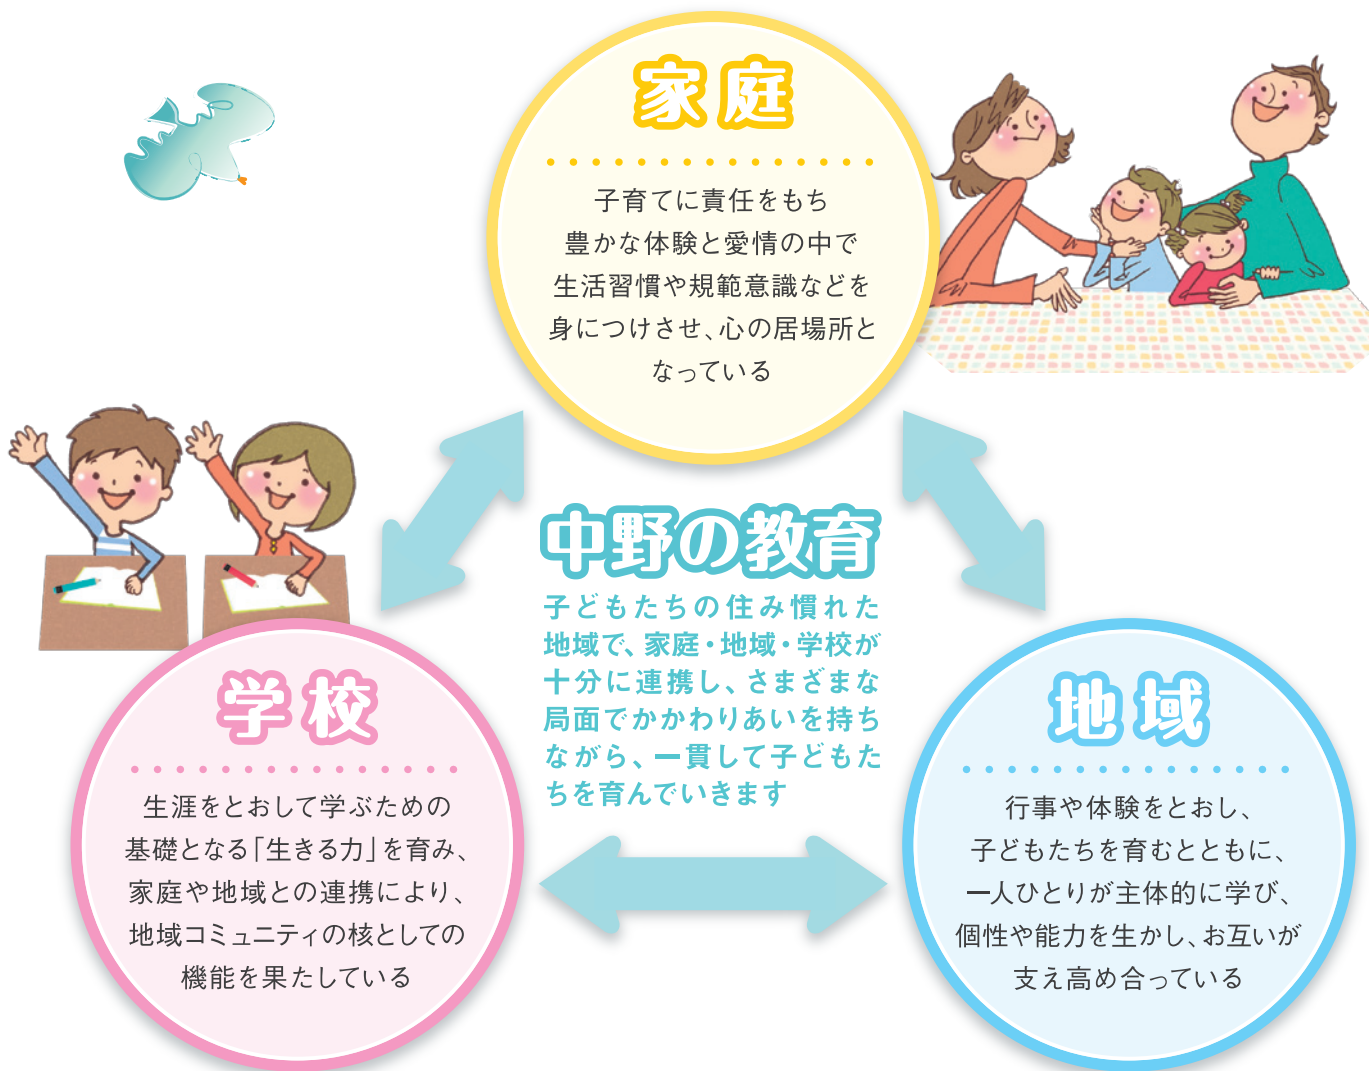 家庭
子育てに責任をもち
豊かな体験と愛情の中で
生活習慣や規範意識などを
身につけさせ、心の居場所と
なっている
中野の教育
子どもたちの住み慣れた
地域で、家庭・地域・学校が
十分に連携し、さまざまな
局面でかかわりあいを持ち
ながら、一貫して子どもた
ちを育んでいきます
学校
生涯をとおして学ぶための
基礎となる「生きる力」を育み、
家庭や地域との連携により、
地域コミュニティの核としての
機能を果たしている
地域
行事や体験をとおし、
子どもたちを育むとともに、
一人ひとりが主体的に学び、
個性や能力を生かし、お互いが
支え高め合っている